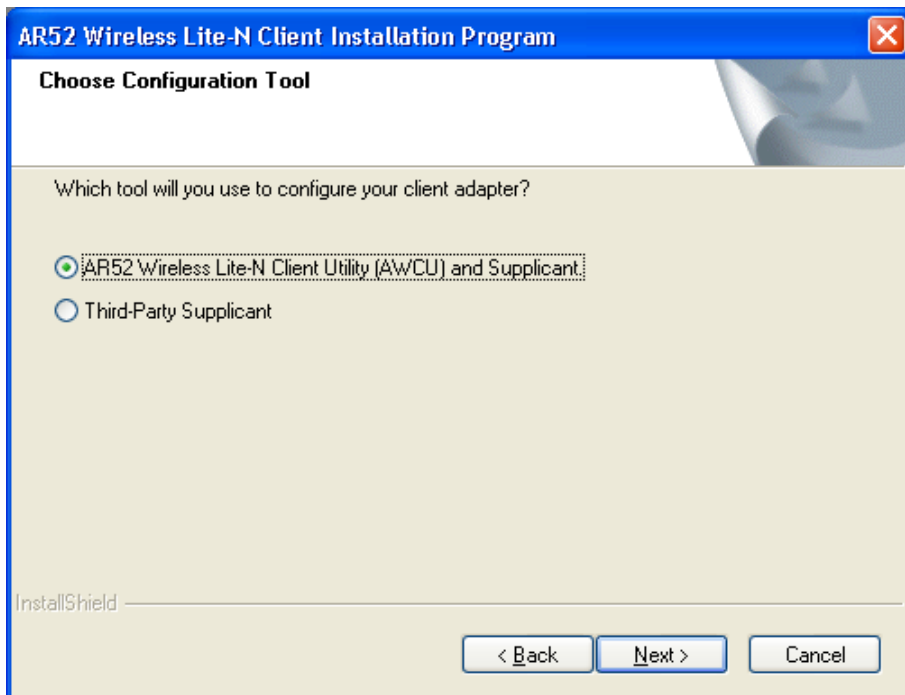 AR52 Wireless Lite-N Client Installation Program
Choose Configuration Tool
Which tool will you use to configure your client adapter?
AR52 Wireless Lite-N Client Utility (AWCU) and Supplicant.
Third-Party Supplicant
InstallShield
< Back
Next >
Cancel